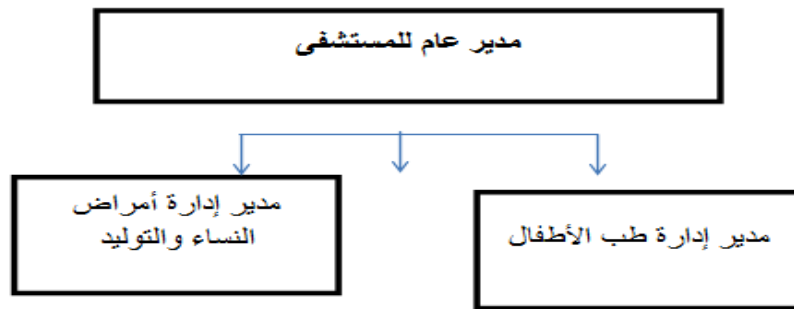 مدير عام للمستشفى
مدير إدارة طب الأطفال
مدير إدارة أمراض
النساء والتوليد